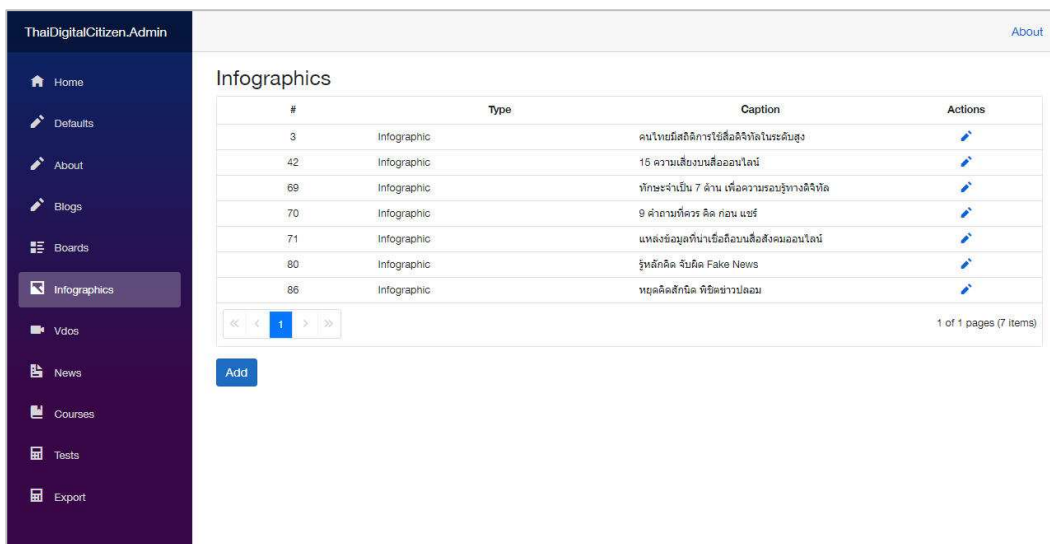 ThaiDigitalCitizen.Admin
About
Home
Defaults
About
Blogs
Boards
Infographics
Vdos
News
Courses
Tests
Export
Infographics
# Type Caption Actions
3 Infographic คนไทยมีสถิติการใช้สื่อดิจิทัลในระดับสูง
42 Infographic 15 ความเสี่ยงบนสื่อออนไลน์
69 Infographic ทักษะจำเป็น 7 ด้าน เพื่อความรอบรู้ทางดิจิทัล
70 Infographic 9 คำถามที่ควร คิด ก่อน แชร์
71 Infographic แหล่งข้อมูลที่น่าเชื่อถือบนสื่อสังคมออนไลน์
80 Infographic รู้หลักคิด จับผิด Fake News
86 Infographic หยุดคิดสักนิด พิชิตข่าวปลอม
« ‹ 1 › » 1 of 1 pages (7 items)
Add